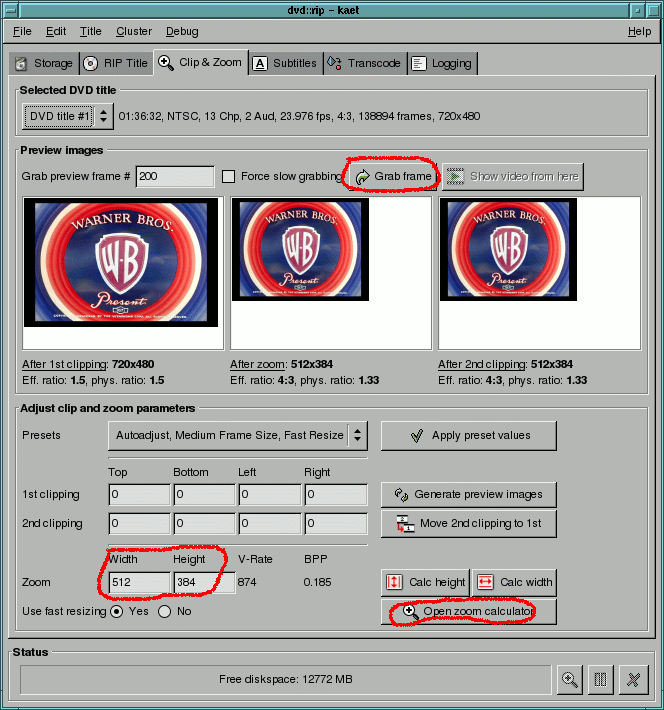 dvd::rip - kaet
File Edit Title Cluster Debug Help
Storage RIP Title Clip & Zoom Subtitles Transcode Logging
Selected DVD title
DVD title #1 01:36:32, NTSC, 13 Chp, 2 Aud, 23.976 fps, 4:3, 138894 frames, 720x480
Preview images
Grab preview frame # 200 Force slow grabbing Grab frame Show video from here
WARNER BROS. WARNER BROS. WARNER BROS.
W-B W-B W-B
Present Present Present
After 1st clipping: 720x480 After zoom: 512x384 After 2nd clipping: 512x384
Eff. ratio: 1.5, phys. ratio: 1.5 Eff. ratio: 4:3, phys. ratio: 1.33 Eff. ratio: 4:3, phys. ratio: 1.33
Adjust clip and zoom parameters
Presets Autoadjust, Medium Frame Size, Fast Resize Apply preset values
Top Bottom Left Right
1st clipping 0 0 0 0 Generate preview images
2nd clipping 0 0 0 0 Move 2nd clipping to 1st
Width Height V-Rate BPP
Zoom 512 384 874 0.185 Calc height Calc width
Use fast resizing Yes No Open zoom calculator
Status
Free diskspace: 12772 MB